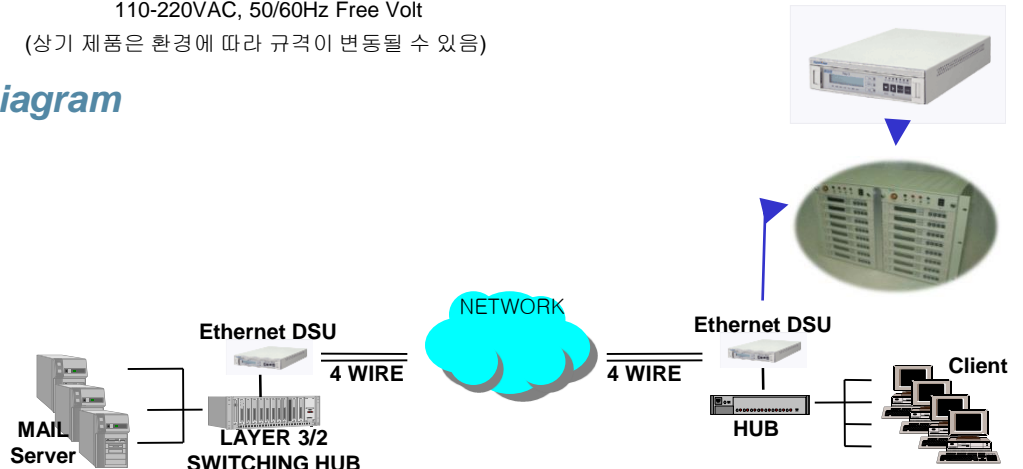 110-220VAC, 50/60Hz Free Volt
(상기 제품은 환경에 따라 규격이 변동될 수 있음)
iagram
NETWORK
Ethernet DSU
Ethernet DSU
4 WIRE
4 WIRE
Client
MAIL
Server
LAYER 3/2
SWITCHING HUB
HUB